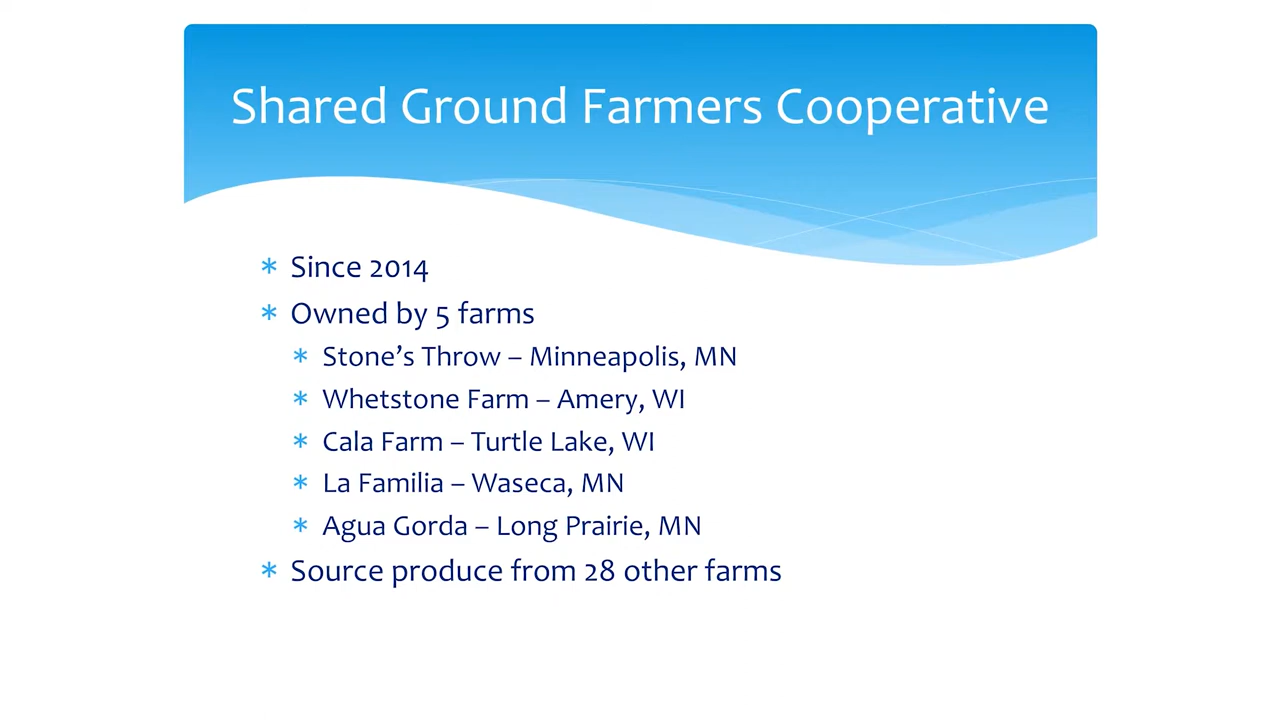 Shared Ground Farmers Cooperative
* Since 2014
* Owned by 5 farms
* Stone’s Throw – Minneapolis, MN
* Whetstone Farm – Amery, WI
* Cala Farm – Turtle Lake, WI
* La Familia – Waseca, MN
* Agua Gorda – Long Prairie, MN
* Source produce from 28 other farms